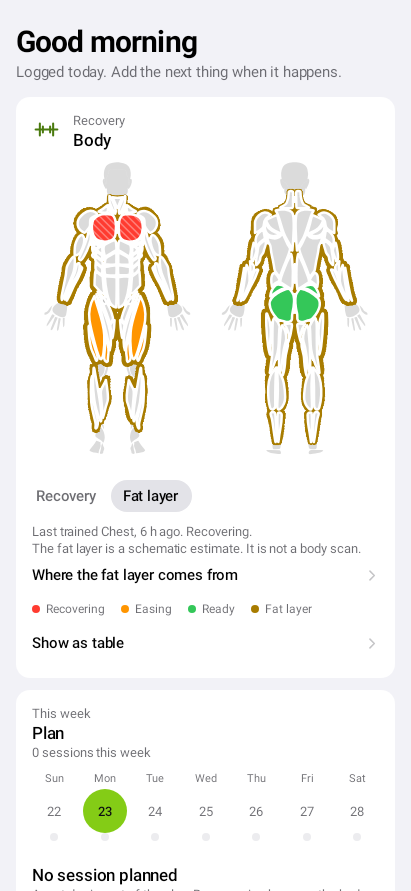 Good morning
Logged today. Add the next thing when it happens.
Recovery
Body
Recovery Fat layer
Last trained Chest, 6 h ago. Recovering.
The fat layer is a schematic estimate. It is not a body scan.
Where the fat layer comes from
Recovering Easing Ready Fat layer
Show as table
This week
Plan
0 sessions this week
Sun Mon Tue Wed Thu Fri Sat
22 23 24 25 26 27 28
No session planned